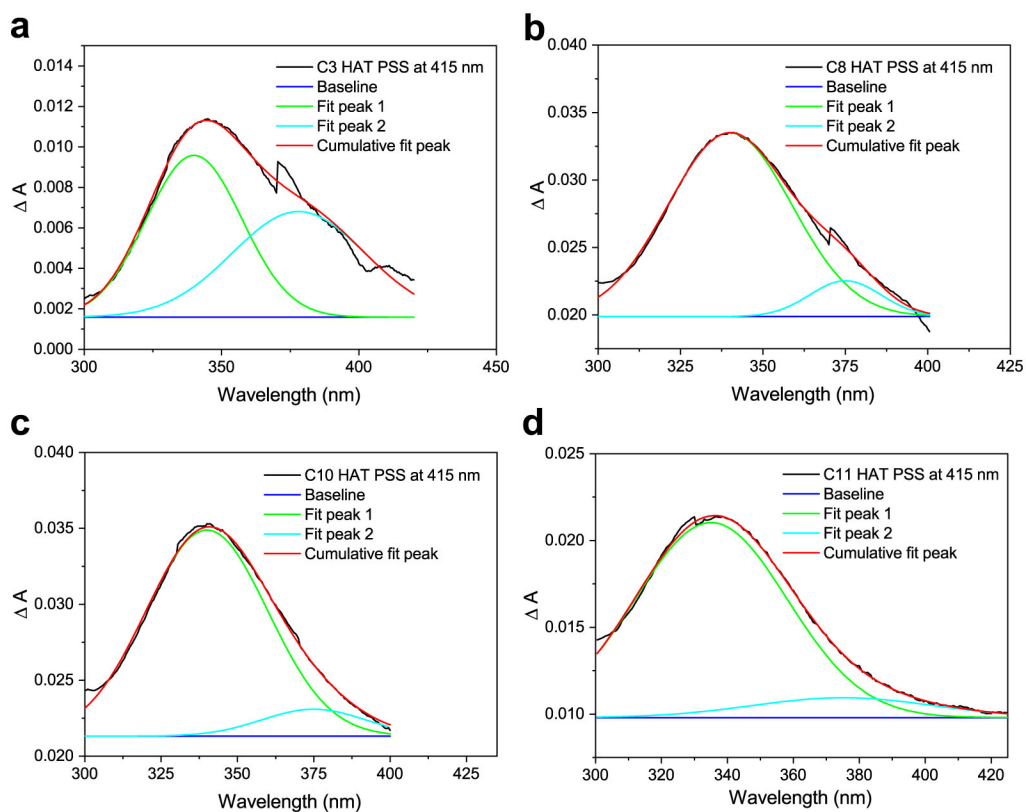 a
0.014
0.012
0.010
0.008
0.006
0.004
0.002
0.000
Δ A
C3 HAT PSS at 415 nm
Baseline
Fit peak 1
Fit peak 2
Cumulative fit peak
300
350
400
450
Wavelength (nm)
b
0.040
0.035
0.030
0.025
0.020
Δ A
C8 HAT PSS at 415 nm
Baseline
Fit peak 1
Fit peak 2
Cumulative fit peak
300
325
350
375
400
425
Wavelength (nm)
c
0.040
0.035
0.030
0.025
0.020
Δ A
C10 HAT PSS at 415 nm
Baseline
Fit peak 1
Fit peak 2
Cumulative fit peak
300
325
350
375
400
425
Wavelength (nm)
d
0.025
0.020
0.015
0.010
Δ A
C11 HAT PSS at 415 nm
Baseline
Fit peak 1
Fit peak 2
Cumulative fit peak
300
320
340
360
380
400
420
Wavelength (nm)